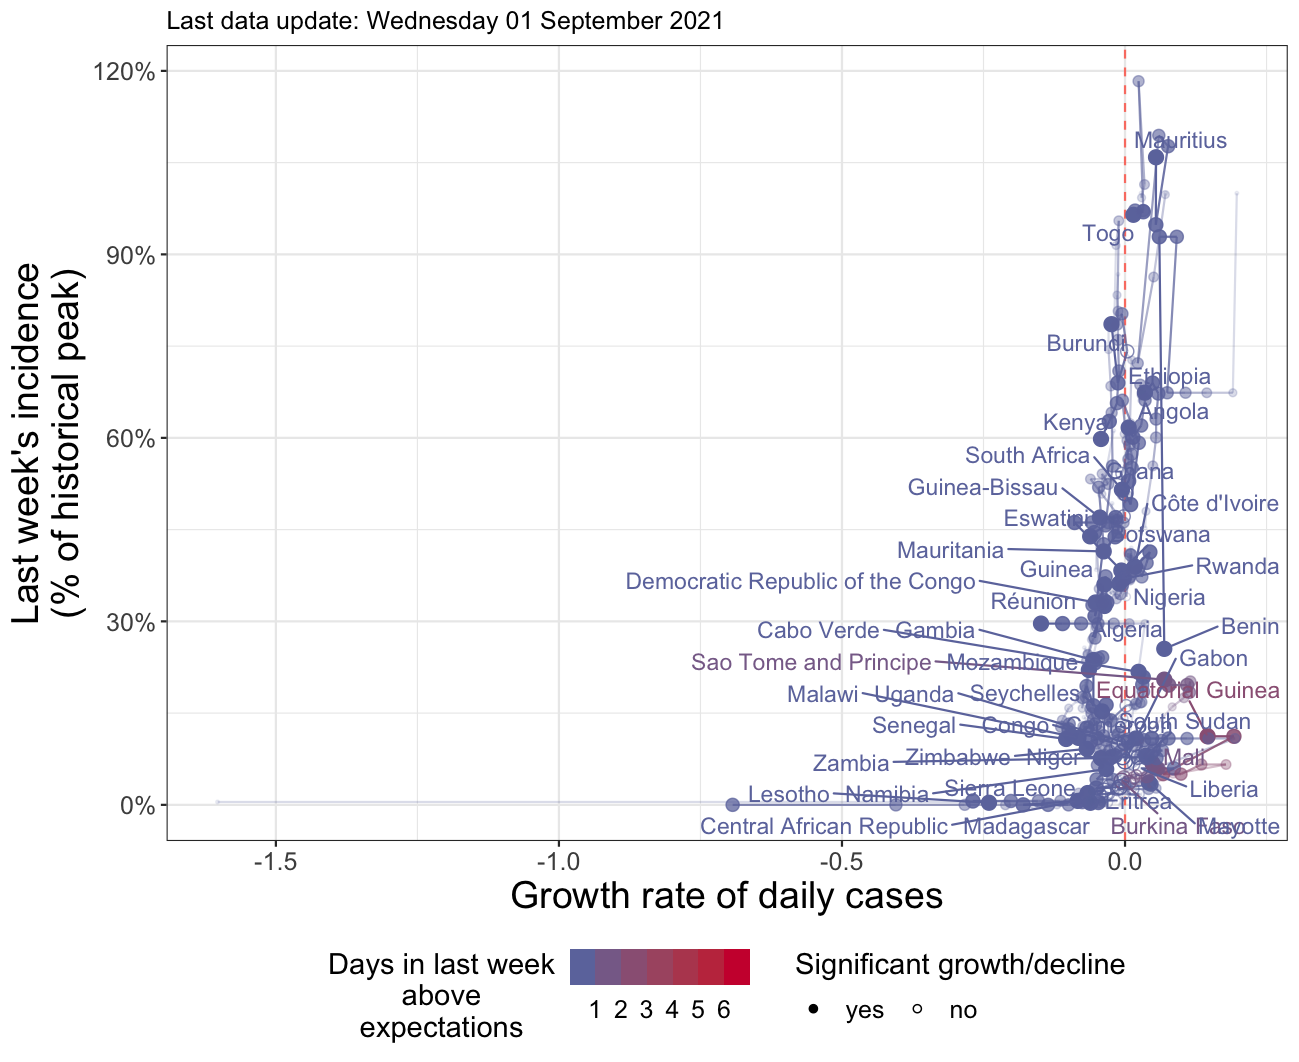 Last data update: Wednesday 01 September 2021
Last week's incidence
(% of historical peak)
120%
90%
60%
30%
0%
Mauritius
Togo
Burundi
Ethiopia
Angola
Kenya
South Africa
Ghana
Guinea-Bissau
Côte d'Ivoire
Eswatini
Botswana
Mauritania
Guinea
Rwanda
Democratic Republic of the Congo
Réunion
Nigeria
Cabo Verde
Gambia
Algeria
Benin
Sao Tome and Principe
Mozambique
Gabon
Malawi
Uganda
Seychelles
Equatorial Guinea
Senegal
Congo
Cameroon
South Sudan
Zambia
Zimbabwe
Niger
Mali
Lesotho
Namibia
Sierra Leone
Liberia
Eritrea
Central African Republic
Madagascar
Burkina Faso
Mayotte
-1.5
-1.0
-0.5
0.0
Growth rate of daily cases
Days in last week
above
expectations
1 2 3 4 5 6
Significant growth/decline
yes
no